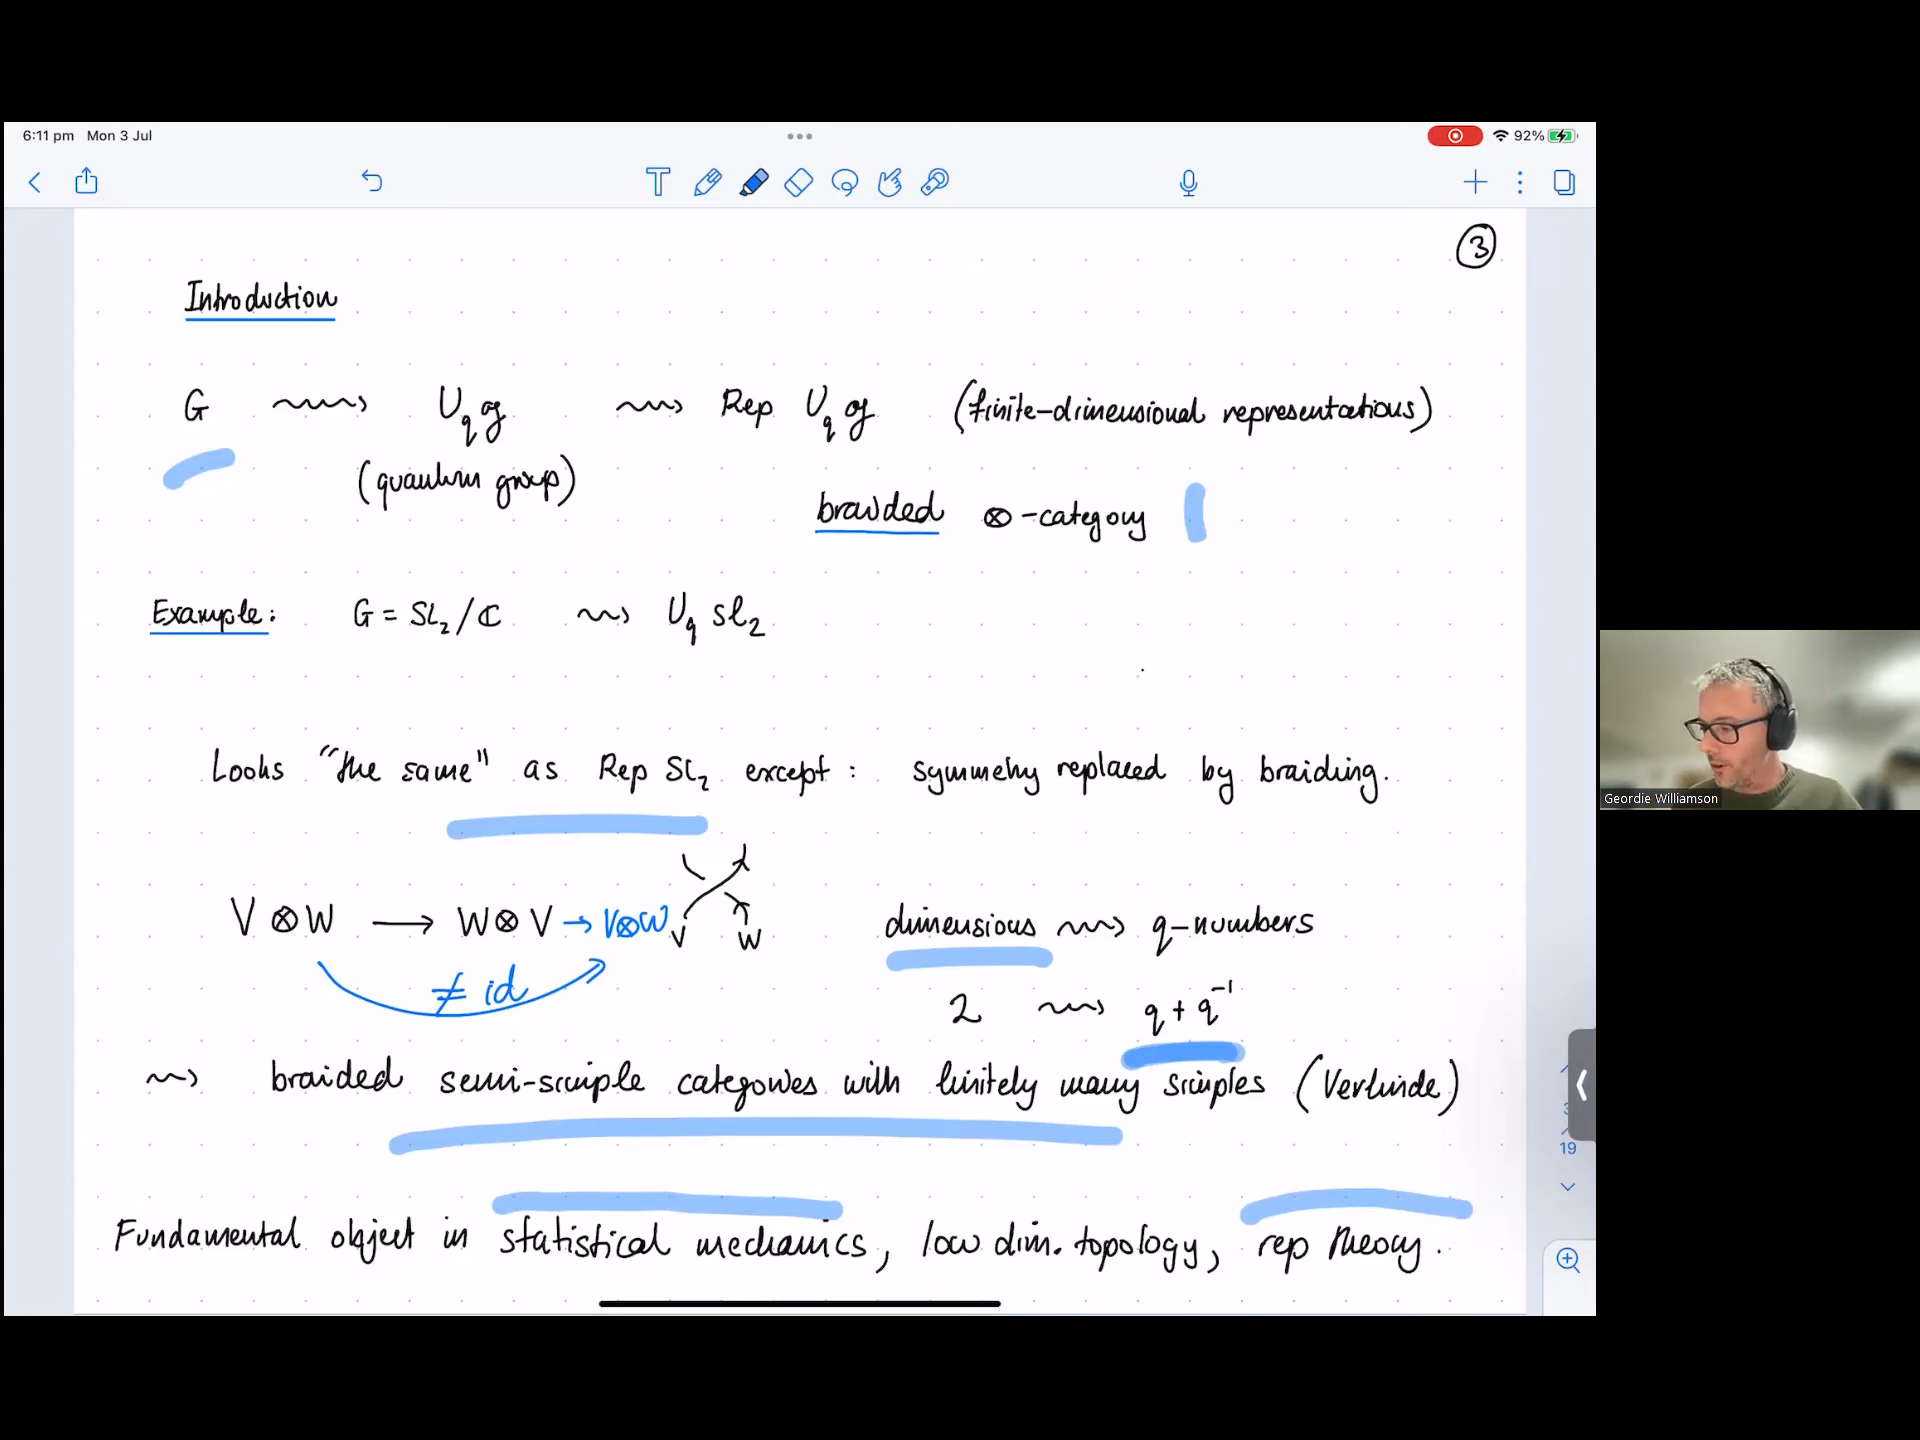 6:11 pm Mon 3 Jul
92%
3
Introduction
G ⇝ U_q 𝔤 ⇝ Rep U_q 𝔤 (finite-dimensional representations)
(quantum group)
braided ⊗-category
Example: G = SL₂/ℂ ⇝ U_q sl₂
Looks "the same" as Rep SL₂ except: symmetry replaced by braiding.
V ⊗ W → W ⊗ V → V⊗W
V W
≠ id
dimensions ⇝ q-numbers
2 ⇝ q + q⁻¹
⇝ braided semi-simple categories with finitely many simples (Verlinde)
Fundamental object in statistical mechanics, low dim. topology, rep theory.
19
Geordie Williamson